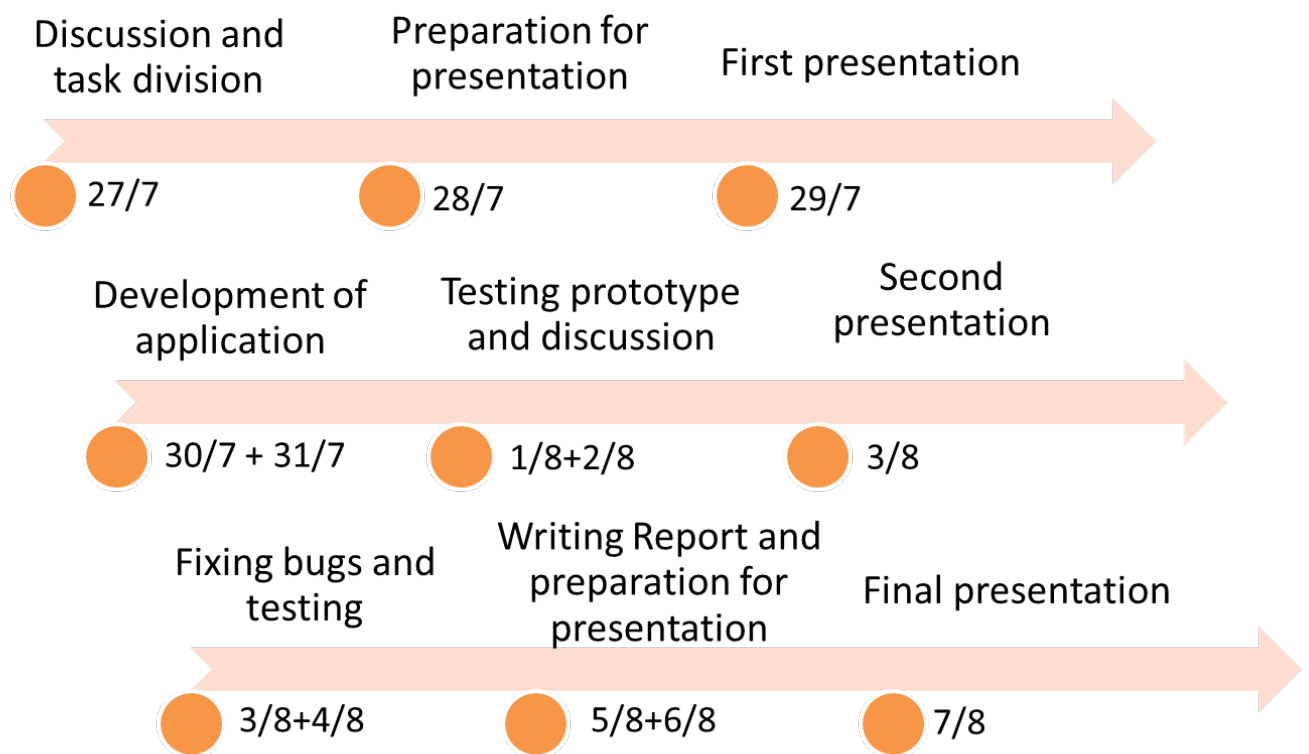 Discussion and
task division
Preparation for
presentation
First presentation
27/7
28/7
29/7
Development of
application
Testing prototype
and discussion
Second
presentation
30/7 + 31/7
1/8+2/8
3/8
Fixing bugs and
testing
Writing Report and
preparation for
presentation
Final presentation
3/8+4/8
5/8+6/8
7/8